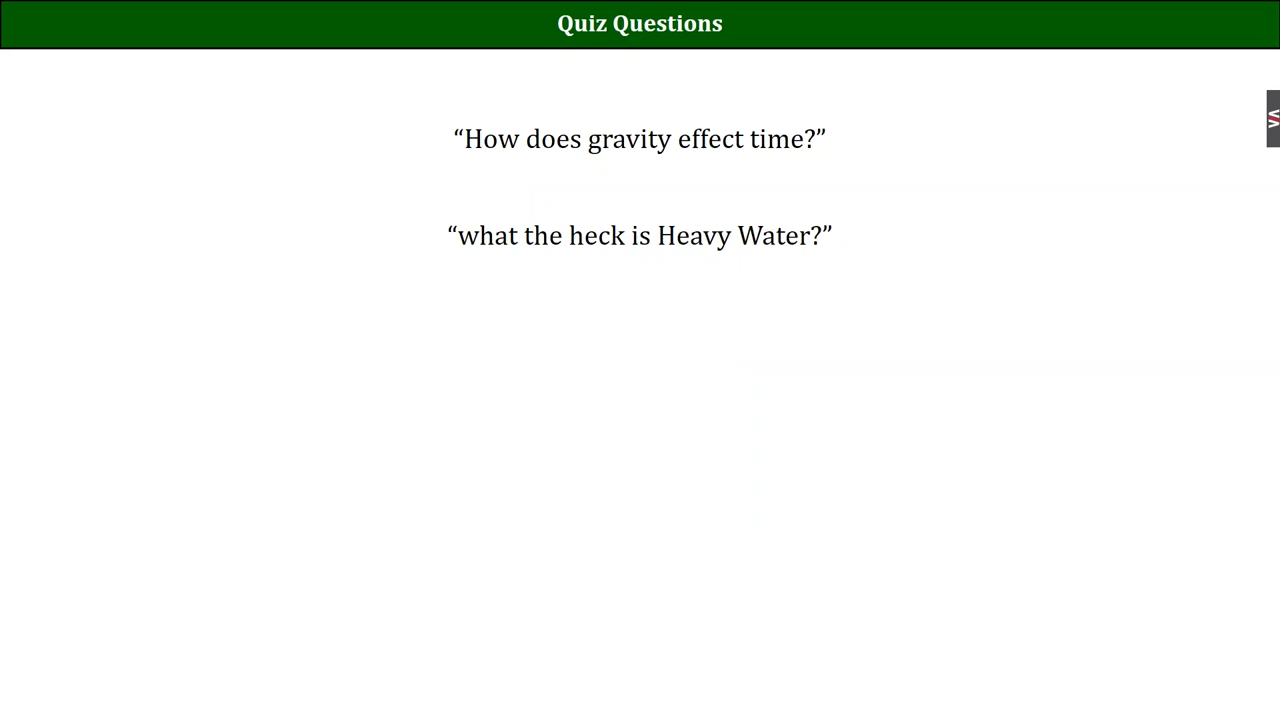 Quiz Questions
“How does gravity effect time?”
“what the heck is Heavy Water?”